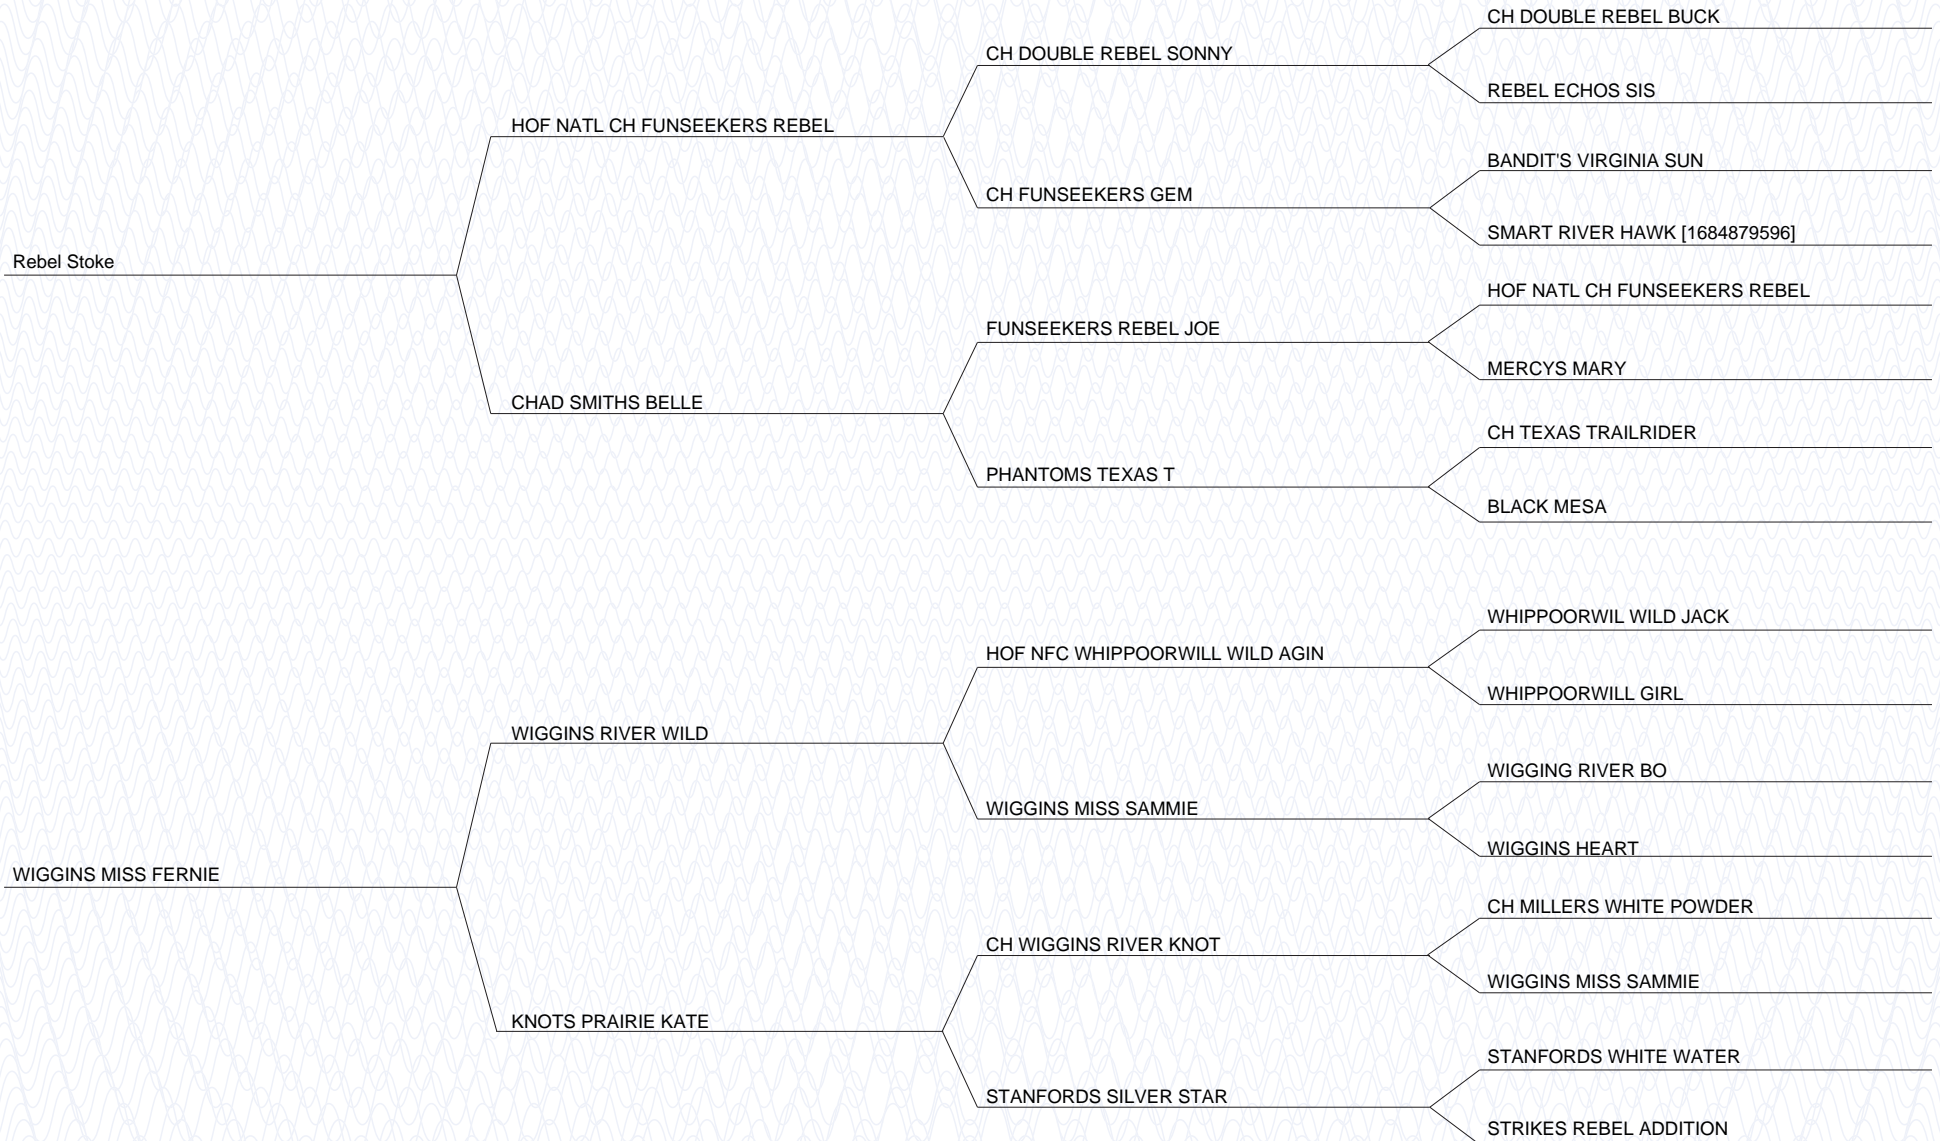 CH DOUBLE REBEL BUCK
CH DOUBLE REBEL SONNY
REBEL ECHOS SIS
HOF NATL CH FUNSEEKERS REBEL
BANDIT'S VIRGINIA SUN
CH FUNSEEKERS GEM
SMART RIVER HAWK [1684879596]
Rebel Stoke
HOF NATL CH FUNSEEKERS REBEL
FUNSEEKERS REBEL JOE
MERCYS MARY
CHAD SMITHS BELLE
CH TEXAS TRAILRIDER
PHANTOMS TEXAS T
BLACK MESA
WHIPPOORWIL WILD JACK
HOF NFC WHIPPOORWILL WILD AGIN
WHIPPOORWILL GIRL
WIGGINS RIVER WILD
WIGGING RIVER BO
WIGGINS MISS SAMMIE
WIGGINS HEART
WIGGINS MISS FERNIE
CH MILLERS WHITE POWDER
CH WIGGINS RIVER KNOT
WIGGINS MISS SAMMIE
KNOTS PRAIRIE KATE
STANFORDS WHITE WATER
STANFORDS SILVER STAR
STRIKES REBEL ADDITION